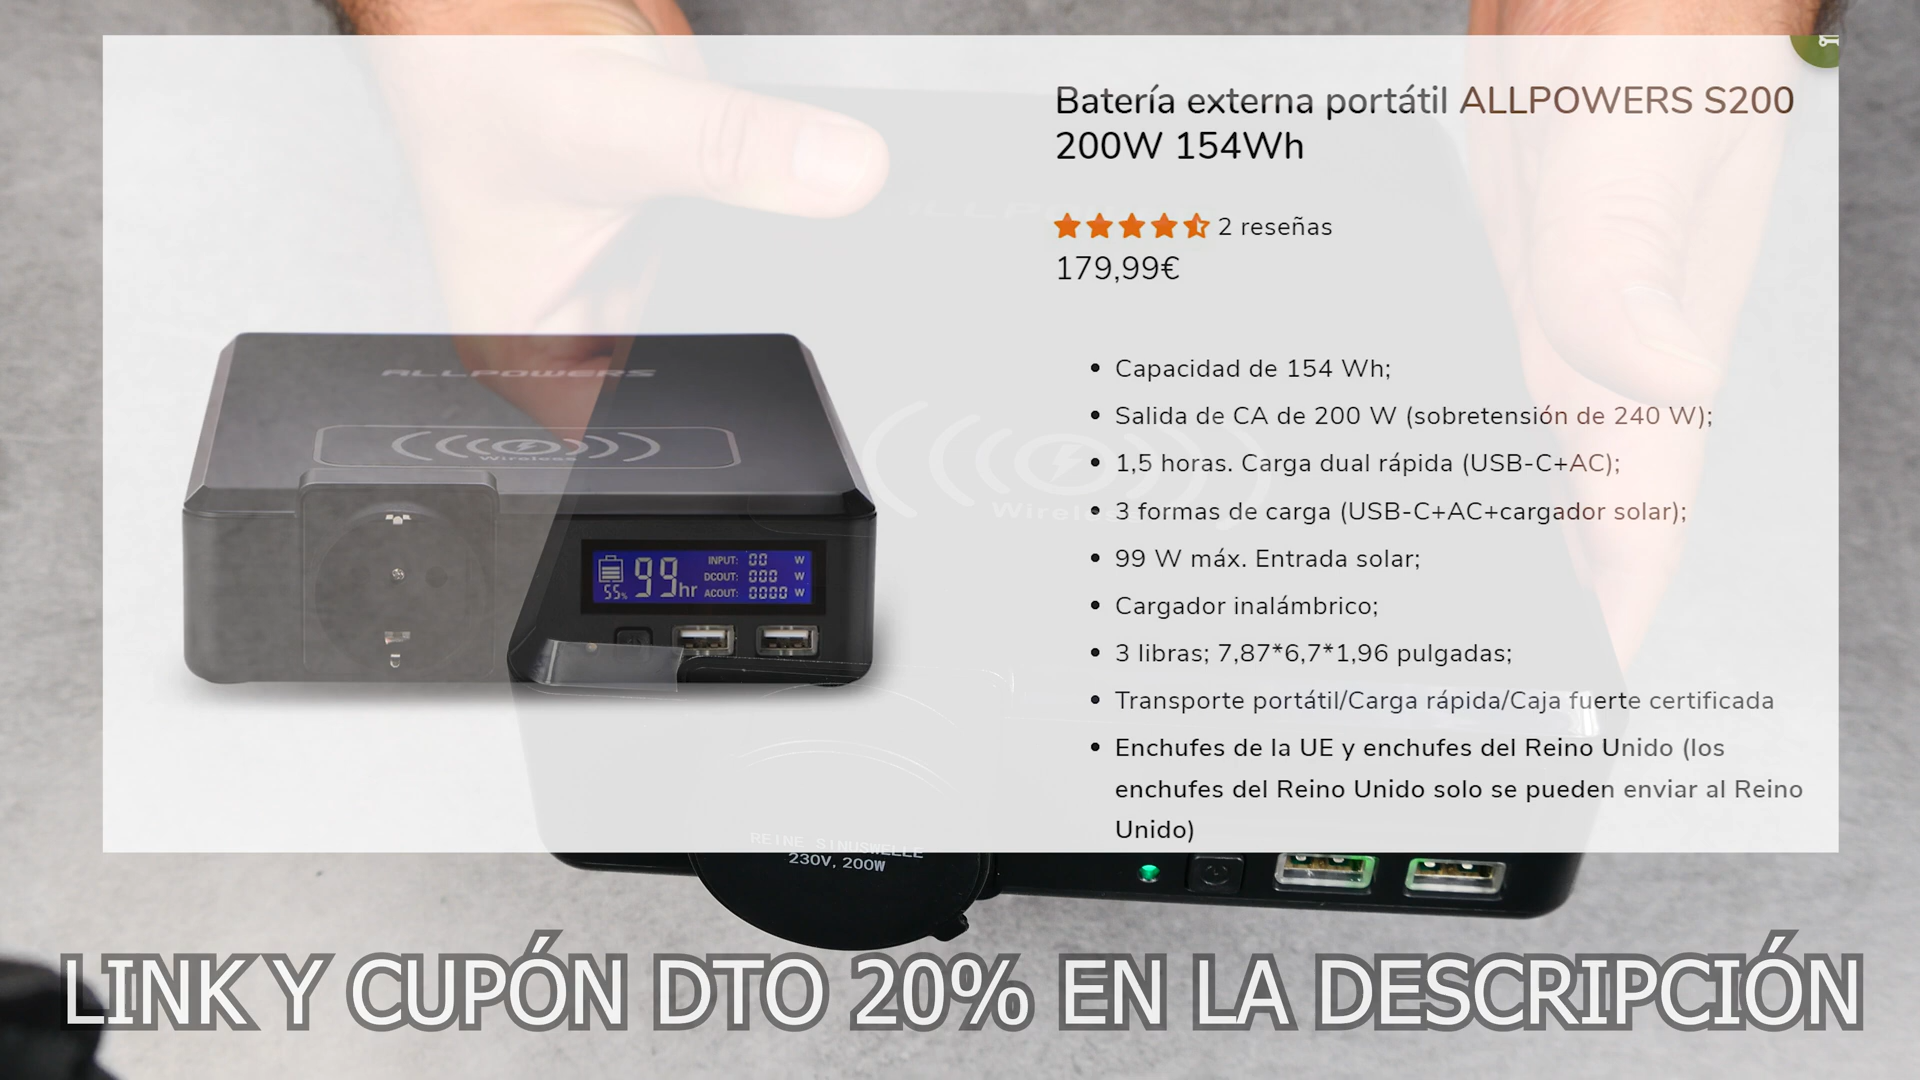 Batería externa portátil ALLPOWERS S200
200W 154Wh
2 reseñas
179,99€
• Capacidad de 154 Wh;
• Salida de CA de 200 W (sobretensión de 240 W);
• 1,5 horas. Carga dual rápida (USB-C+AC);
• 3 formas de carga (USB-C+AC+cargador solar);
• 99 W máx. Entrada solar;
• Cargador inalámbrico;
• 3 libras; 7,87*6,7*1,96 pulgadas;
• Transporte portátil/Carga rápida/Caja fuerte certificada
• Enchufes de la UE y enchufes del Reino Unido (los
enchufes del Reino Unido solo se pueden enviar al Reino
Unido)
ALLPOWERS
Wireless
55% 99hr
INPUT: 00 W
DCOUT: 000 W
ACOUT: 0000 W
Wireless
REINE SINUSWELLE
230V, 200W
LINK Y CUPÓN DTO 20% EN LA DESCRIPCIÓN